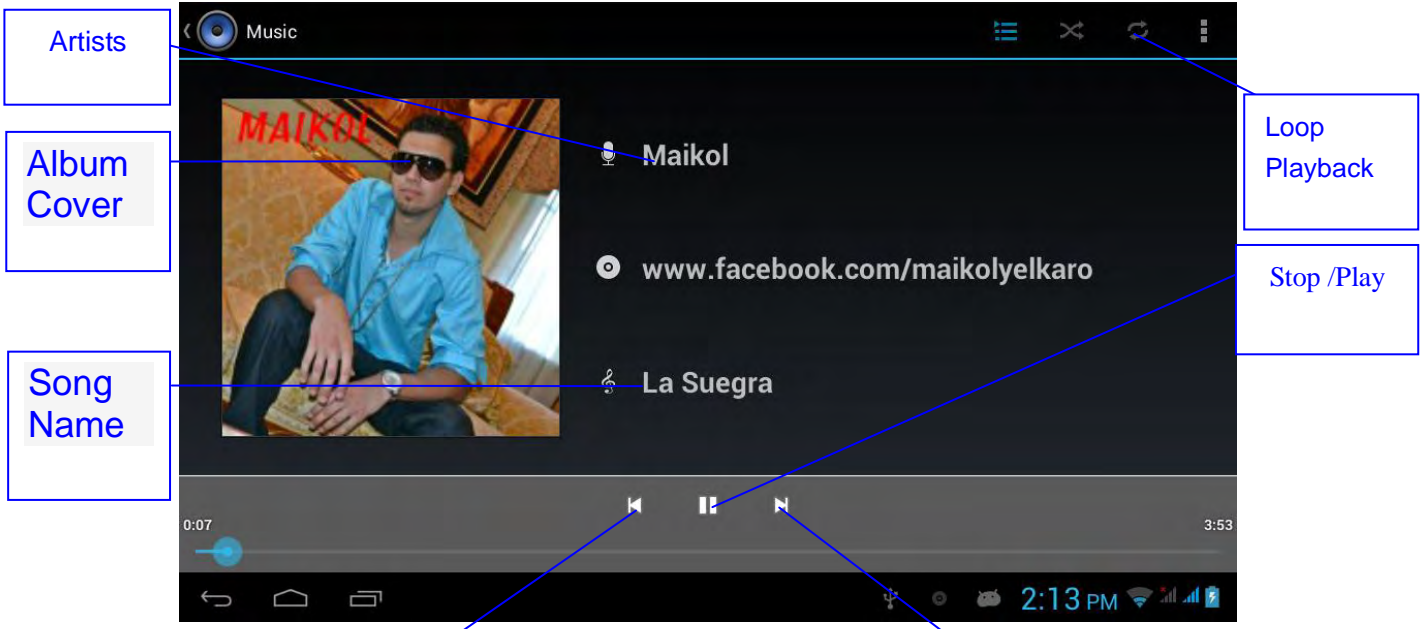 Artists
Music
Album
Cover
MAIKOL
Maikol
Loop
Playback
www.facebook.com/maikolyelkaro
Stop /Play
Song
Name
La Suegra
0:07
3:53
2:13 PM